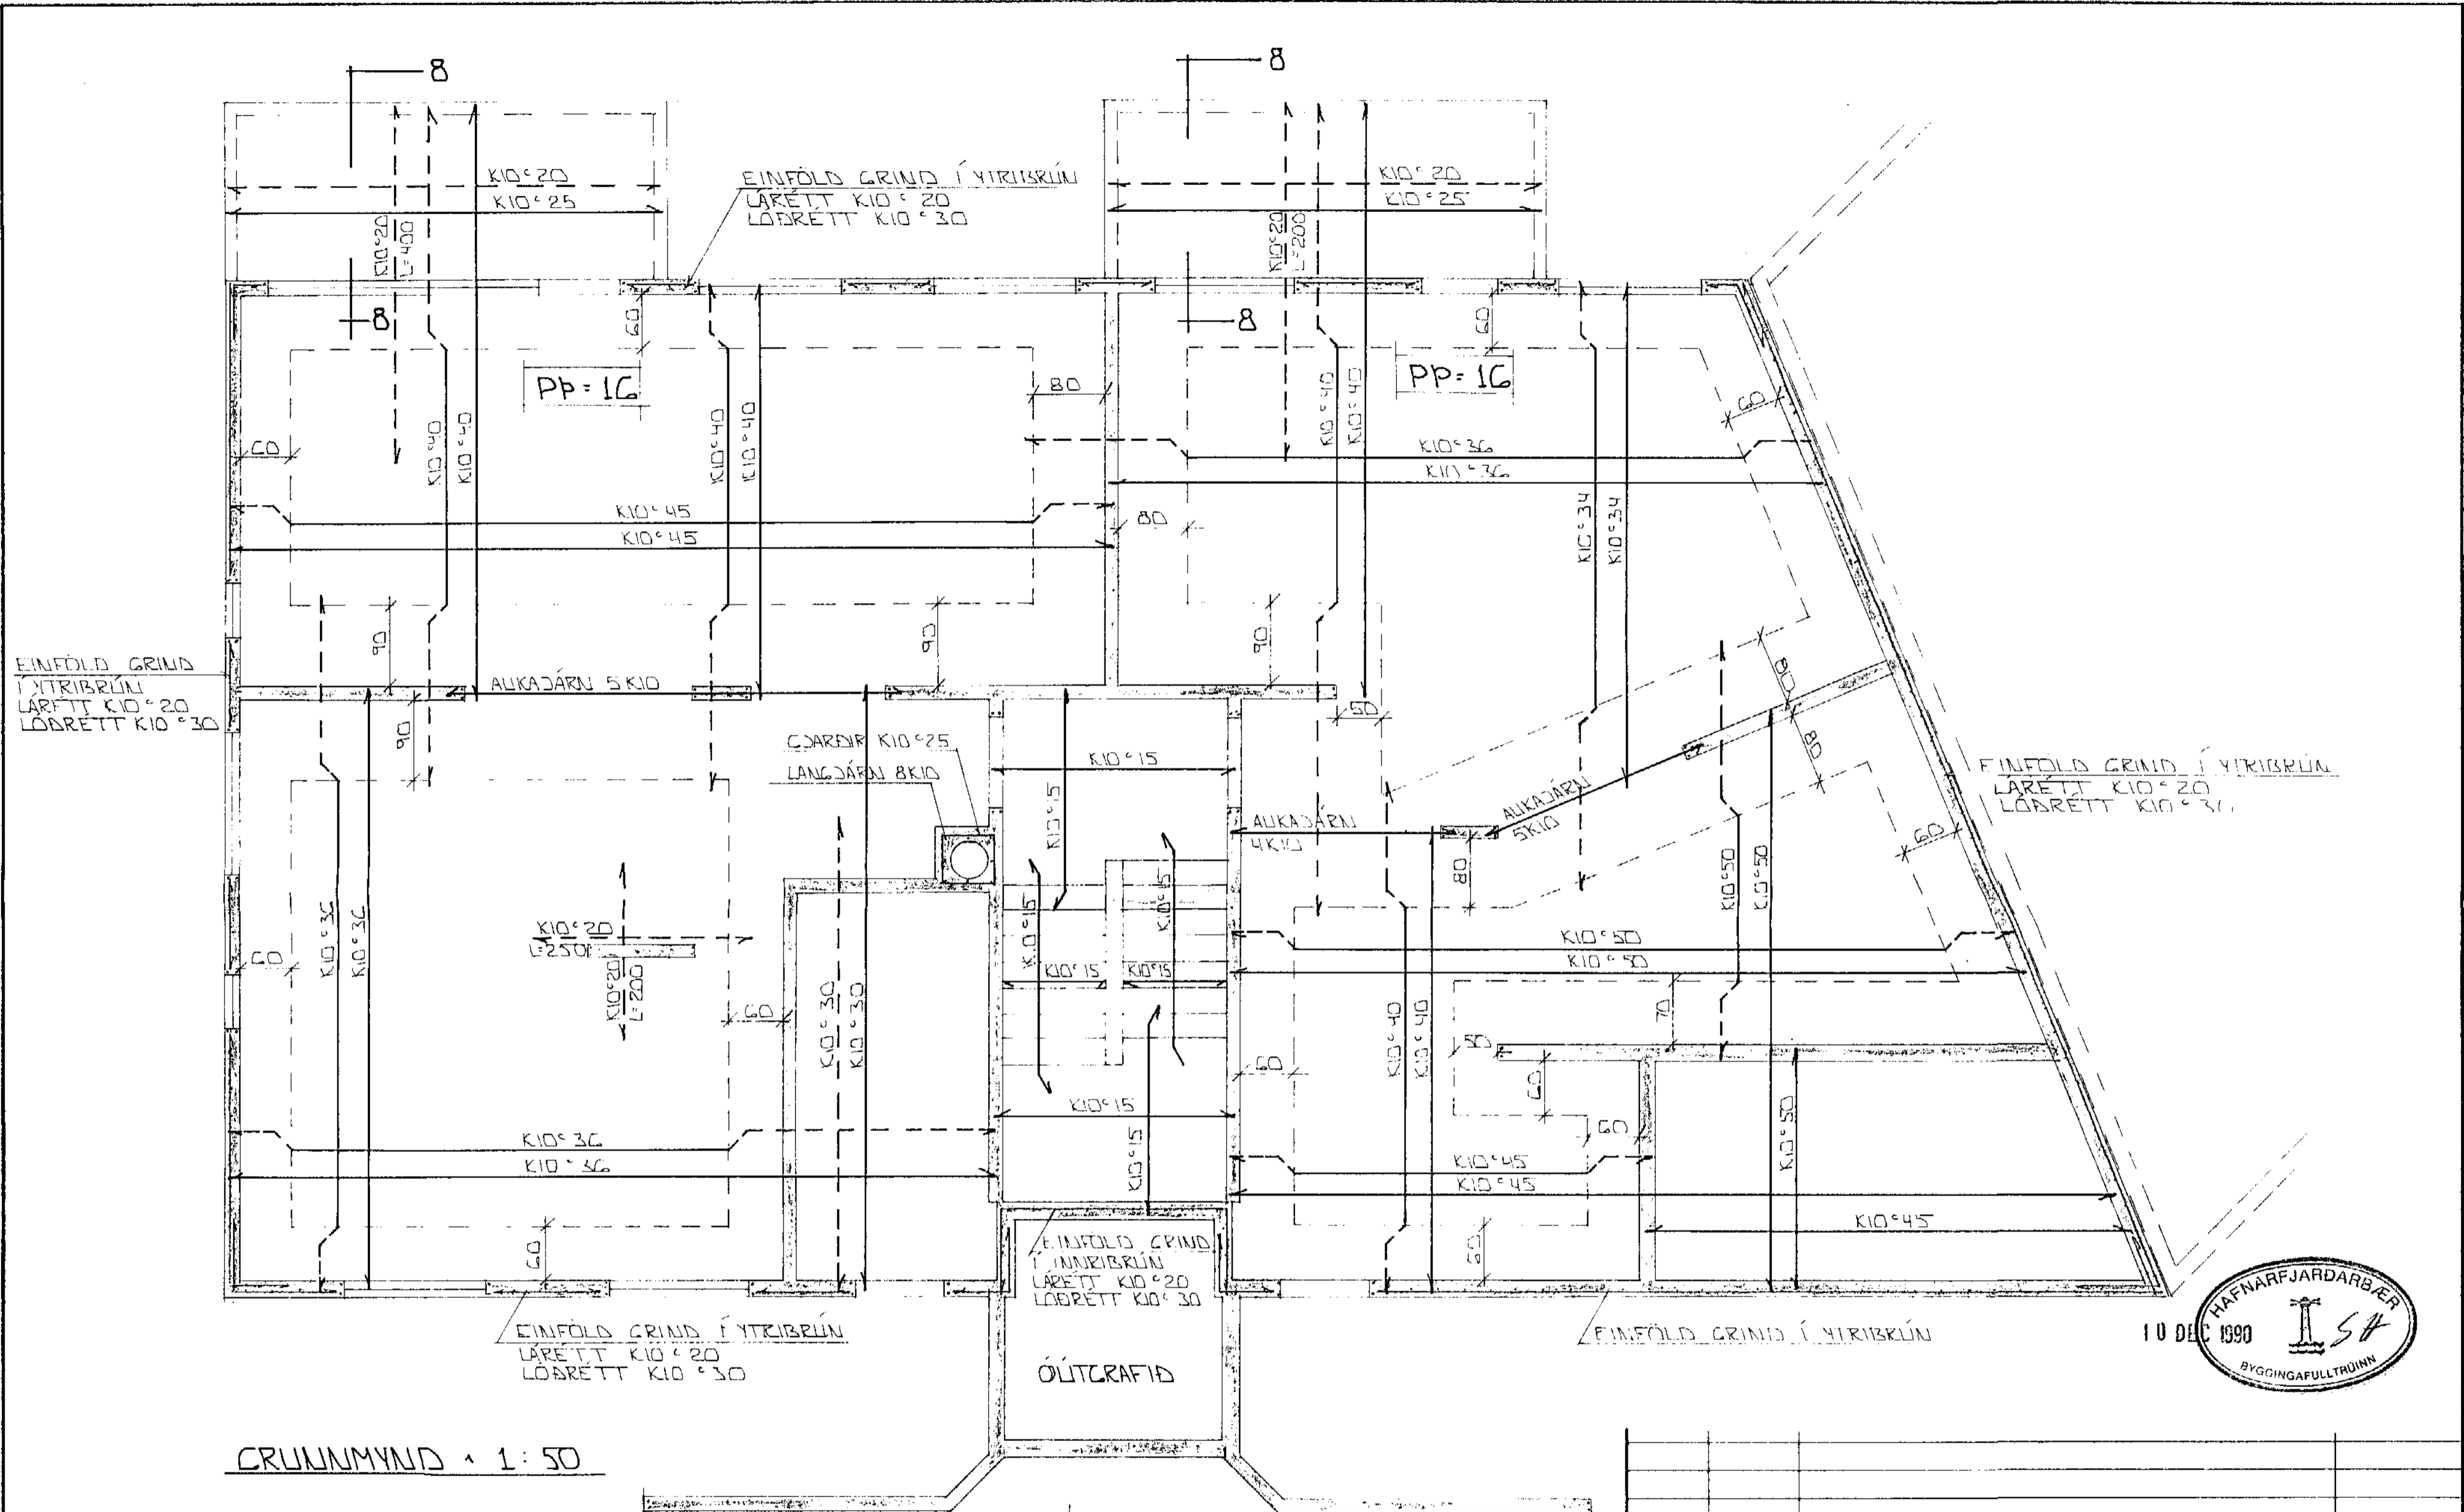 8
8
K10 c 20
K10 c 25
K10 c 20
L=400
EINFÖLD GRIND Í YTRIBRÚN
LÁRÉTT K10 c 20
LÓÐRÉTT K10 c 30
K10 c 20
K10 c 25
K10 c 20
L=200
8
8
60
60
PÞ = 16
PÞ = 16
80
60
60
K10 c 40
K10 c 40
K10 c 40
K10 c 40
K10 c 40
K10 c 40
K10 c 36
K10 c 36
K10 c 34
K10 c 34
K10 c 45
K10 c 45
80
90
90
90
EINFÖLD GRIND
Í YTRIBRÚN
LÁRÉTT K10 c 20
LÓÐRÉTT K10 c 30
AUKAJÁRN 5K10
90
50
80
80
GJARÐIR K10 c 25
LANGJÁRN 8K10
K10 c 15
K10 c 15
AUKAJÁRN
4K10
AUKAJÁRN
5K10
80
EINFÖLD GRIND Í YTRIBRÚN
LÁRÉTT K10 c 20
LÓÐRÉTT K10 c
60
K10 c 36
K10 c 36
60
K10 c 20
L=250
K10 c 20
L=200
60
K10 c 30
K10 c 30
K10 c 15
K10 c 15
K10 c 15
K10 c 15
K10 c 50
K10 c 50
K10 c 50
K10 c 50
70
50
60
60
K10 c 40
K10 c 40
60
K10 c 50
K10 c 15
K10 c 15
K10 c 36
K10 c 36
K10 c 45
K10 c 45
K10 c 45
60
60
EINFÖLD GRIND
Í INNRIBRÚN
LÁRÉTT K10 c 20
LÓÐRÉTT K10 c 30
EINFÖLD GRIND Í YTRIBRÚN
LÁRÉTT K10 c 20
LÓÐRÉTT K10 c 30
EINFÖLD GRIND Í YTRIBRÚN
ÓÚTGRAFIÐ
HAFNARFJARÐARBÆR
10 DEC 1990
SH
BYGGINGAFULLTRÚINN
GRUNNMYND · 1:50